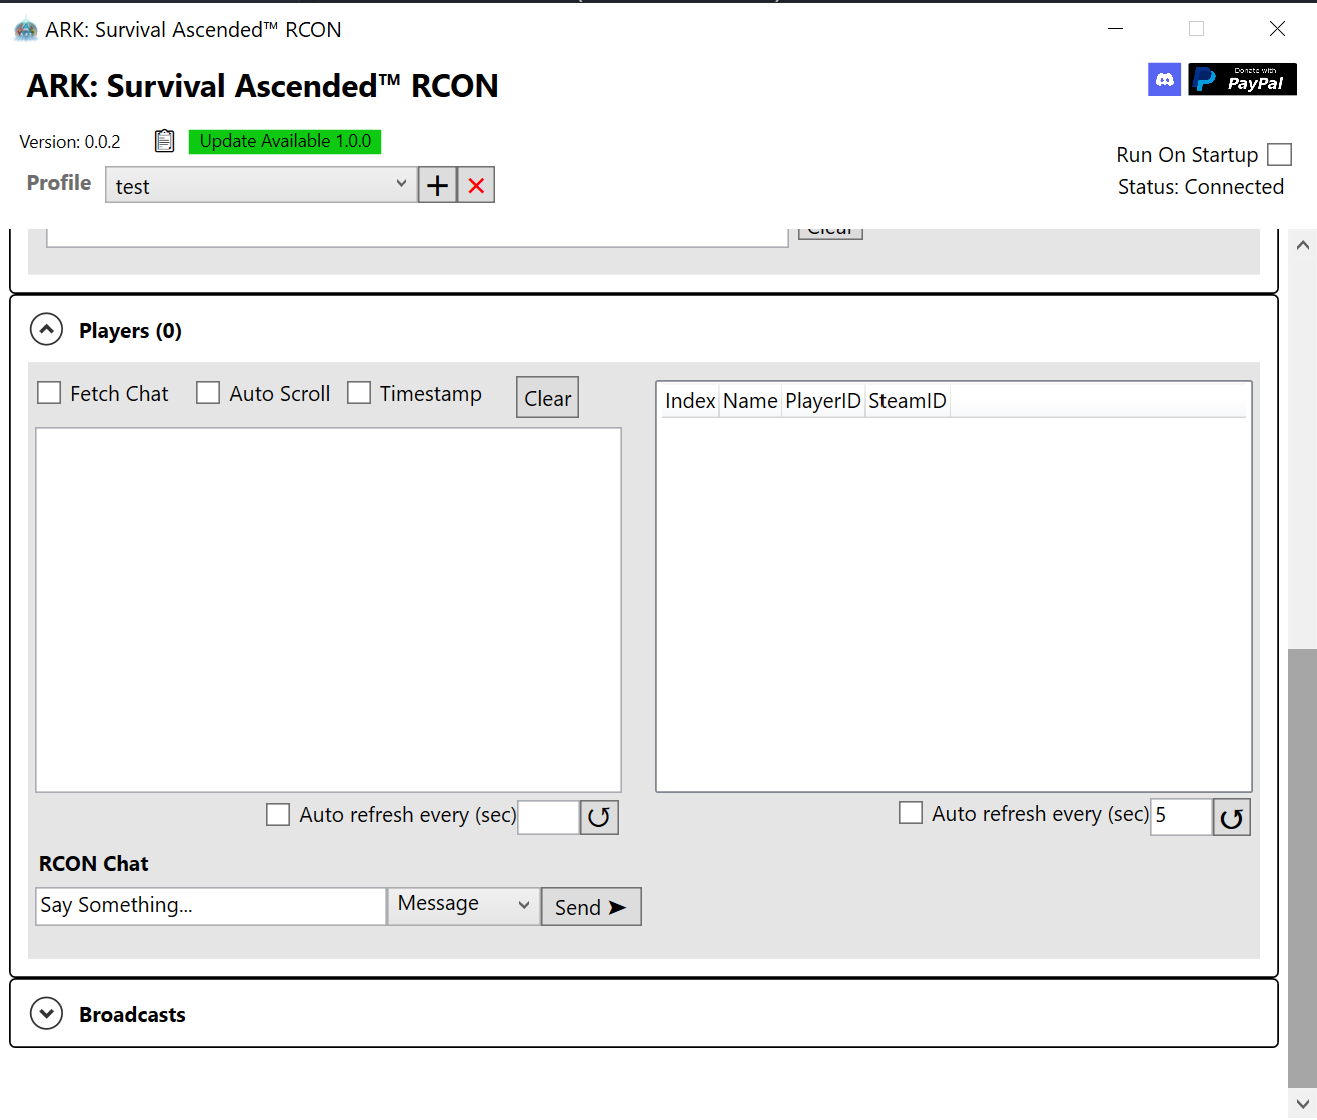 ARK: Survival Ascended™ RCON
ARK: Survival Ascended™ RCON
Donate with
PayPal
Version: 0.0.2
Update Available 1.0.0
Run On Startup
Profile
test
Status: Connected
Clear
Players (0)
Fetch Chat
Auto Scroll
Timestamp
Clear
Index Name PlayerID SteamID
Auto refresh every (sec)
Auto refresh every (sec) 5
RCON Chat
Say Something...
Message
Send
Broadcasts